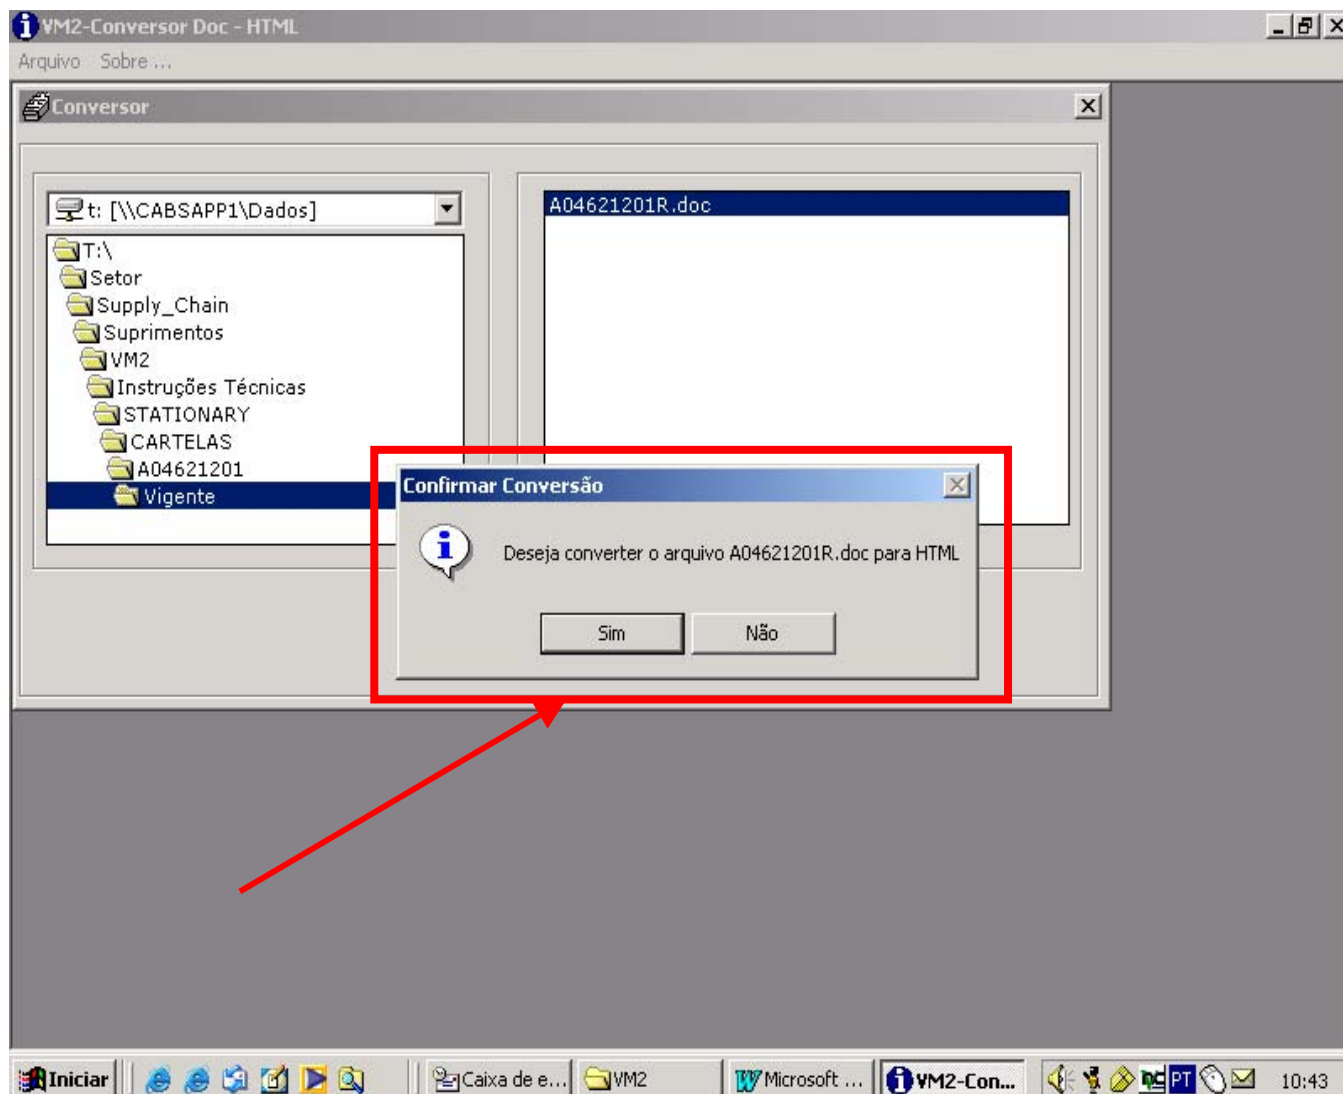 VM2-Conversor Doc - HTML
Arquivo Sobre ...
Conversor
t: [\\CABSAPP1\Dados]
A04621201R.doc
T:\
Setor
Supply_Chain
Suprimentos
VM2
Instruções Técnicas
STATIONARY
CARTELAS
A04621201
Vigente
Confirmar Conversão
Deseja converter o arquivo A04621201R.doc para HTML
Sim Não
Iniciar Caixa de e... VM2 Microsoft ... VM2-Con... PT 10:43